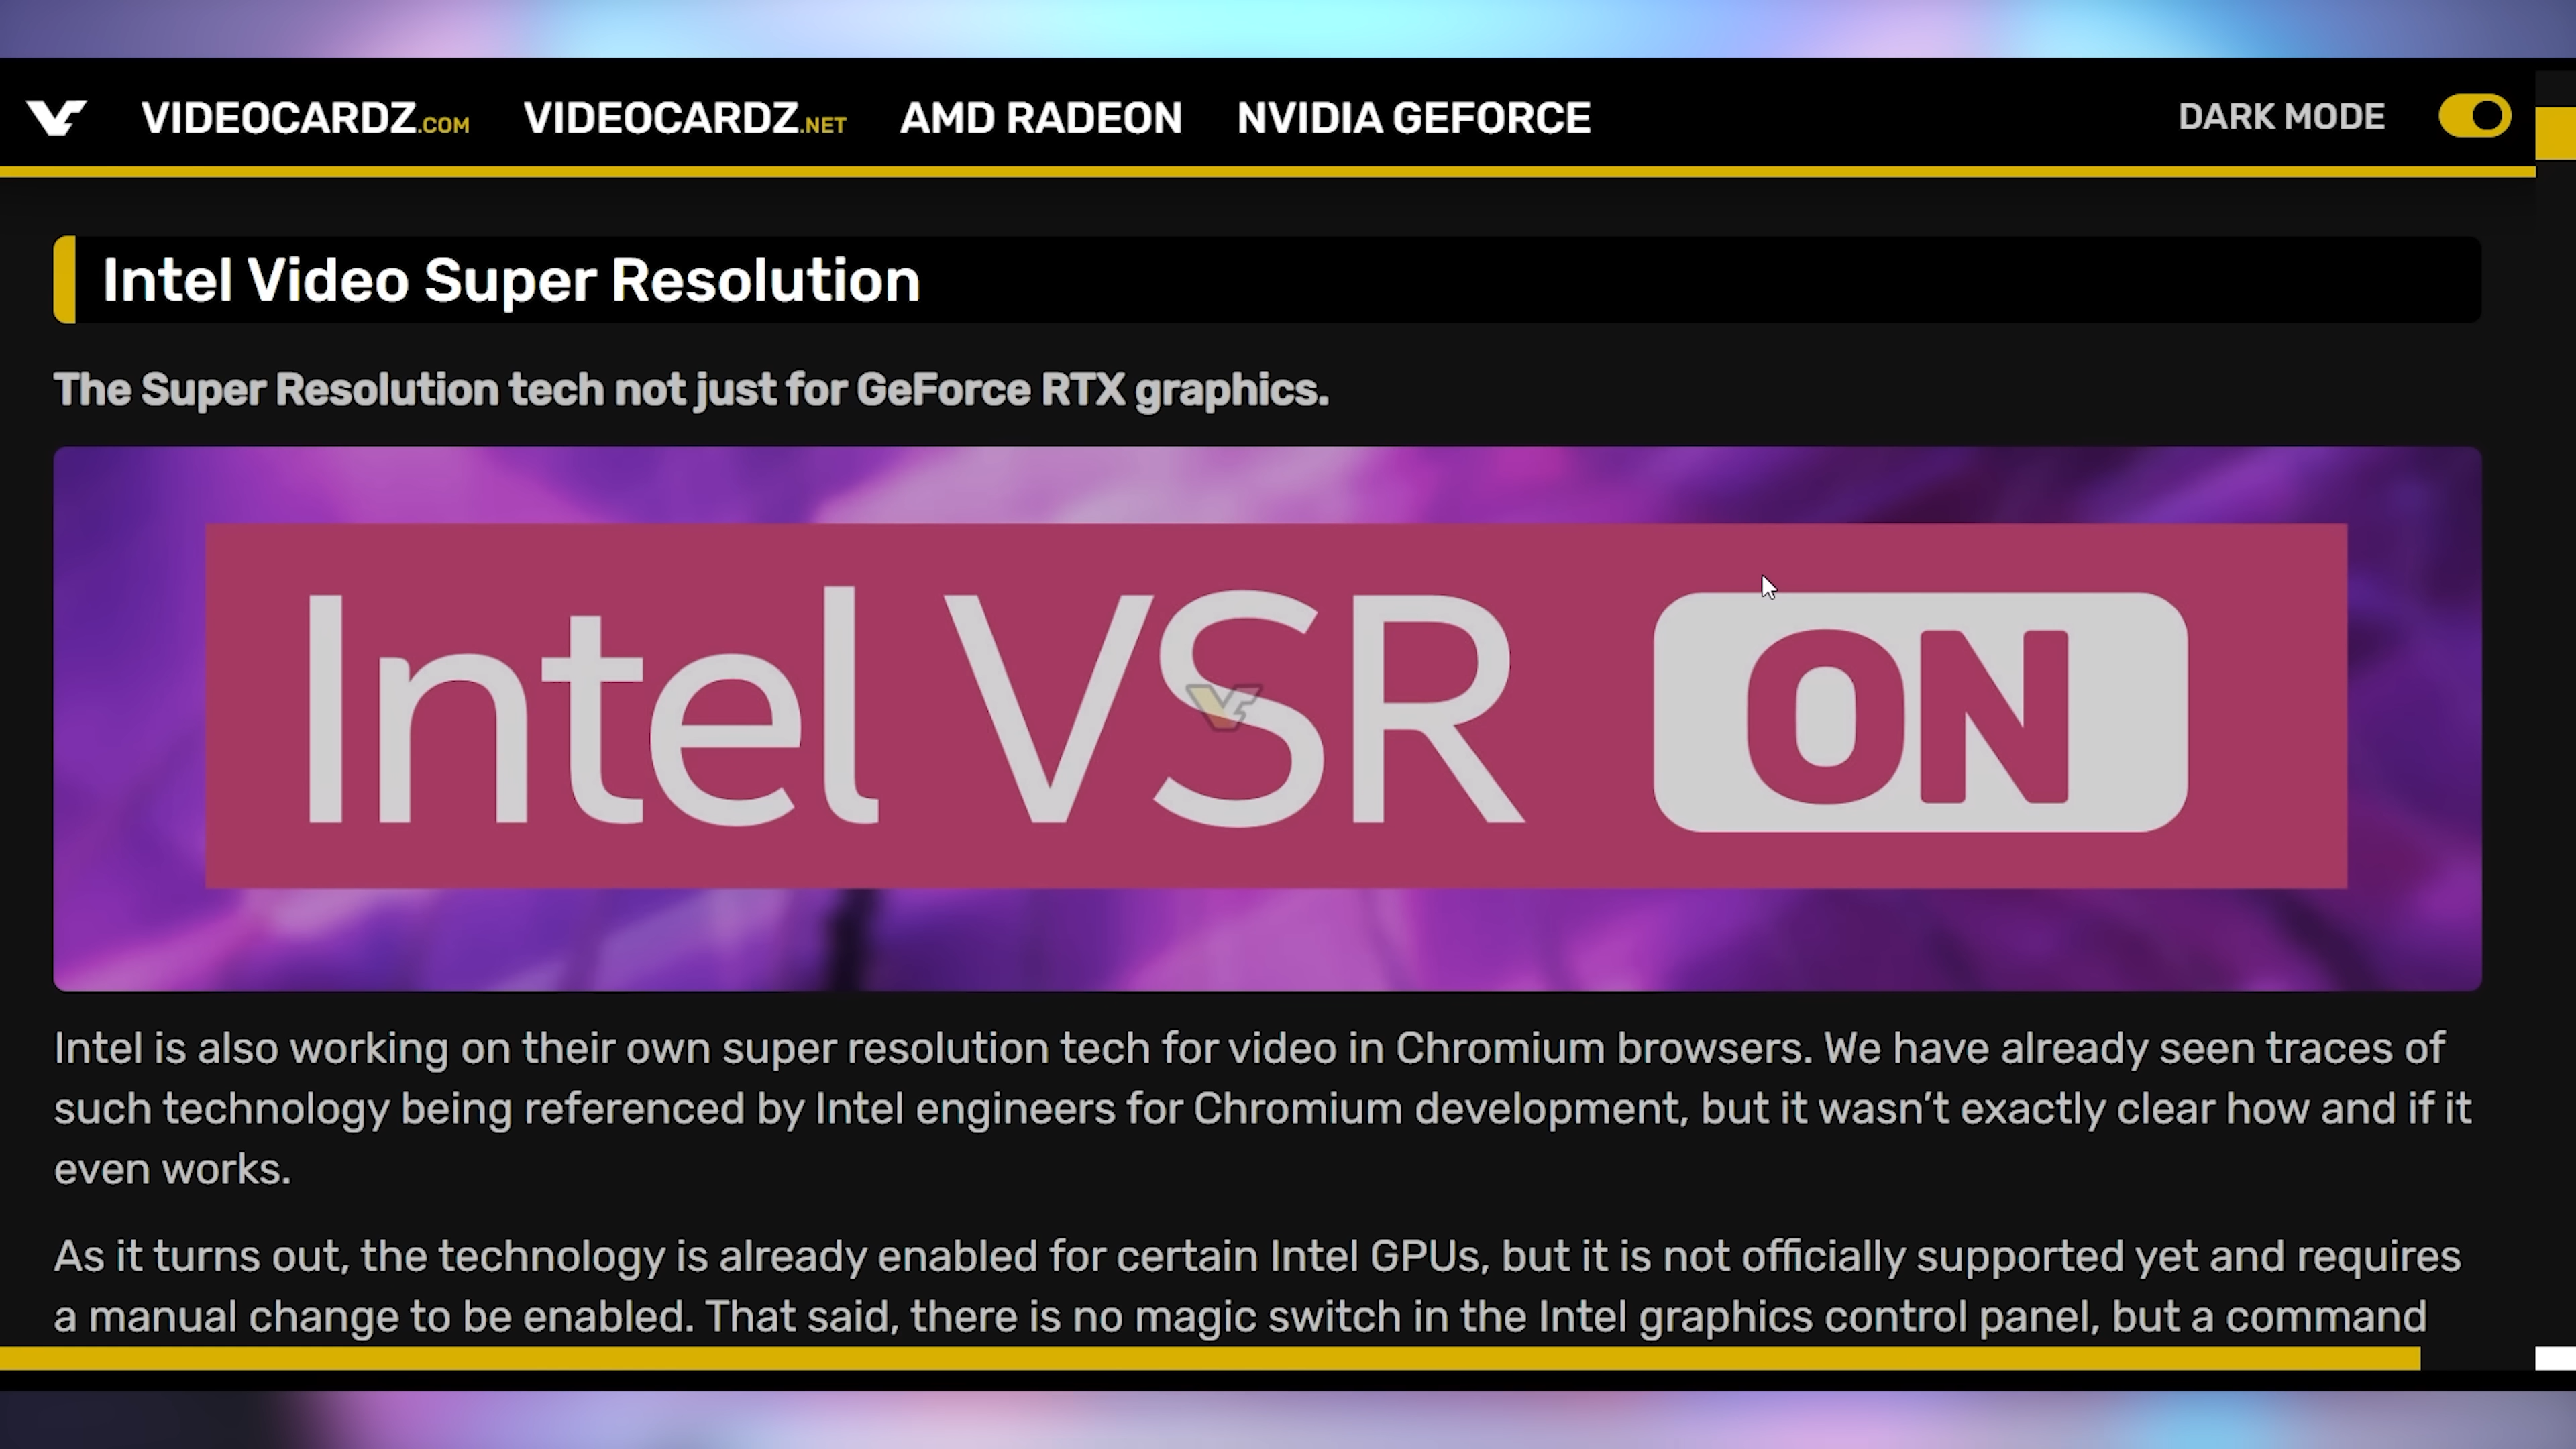 VIDEOCARDZ.COM VIDEOCARDZ.NET AMD RADEON NVIDIA GEFORCE DARK MODE
Intel Video Super Resolution
The Super Resolution tech not just for GeForce RTX graphics.
Intel VSR ON
Intel is also working on their own super resolution tech for video in Chromium browsers. We have already seen traces of
such technology being referenced by Intel engineers for Chromium development, but it wasn’t exactly clear how and if it
even works.
As it turns out, the technology is already enabled for certain Intel GPUs, but it is not officially supported yet and requires
a manual change to be enabled. That said, there is no magic switch in the Intel graphics control panel, but a command